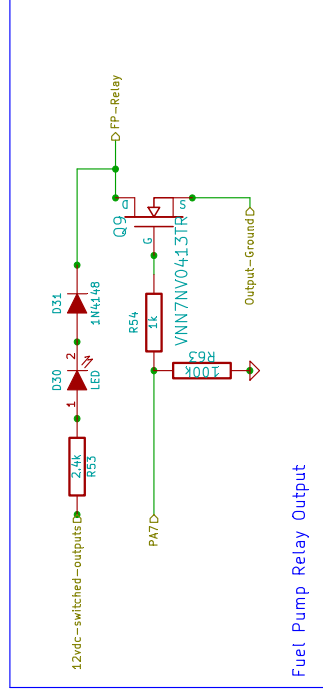 FP-Relay
D31
1N4148
D30
LED
2
1
2.4k
R53
12vdc-switched-outputs
Q9
D
S
G
VNN7NV0413TR
R54
1k
R63
100k
PA7
Output-Ground
Fuel Pump Relay Output